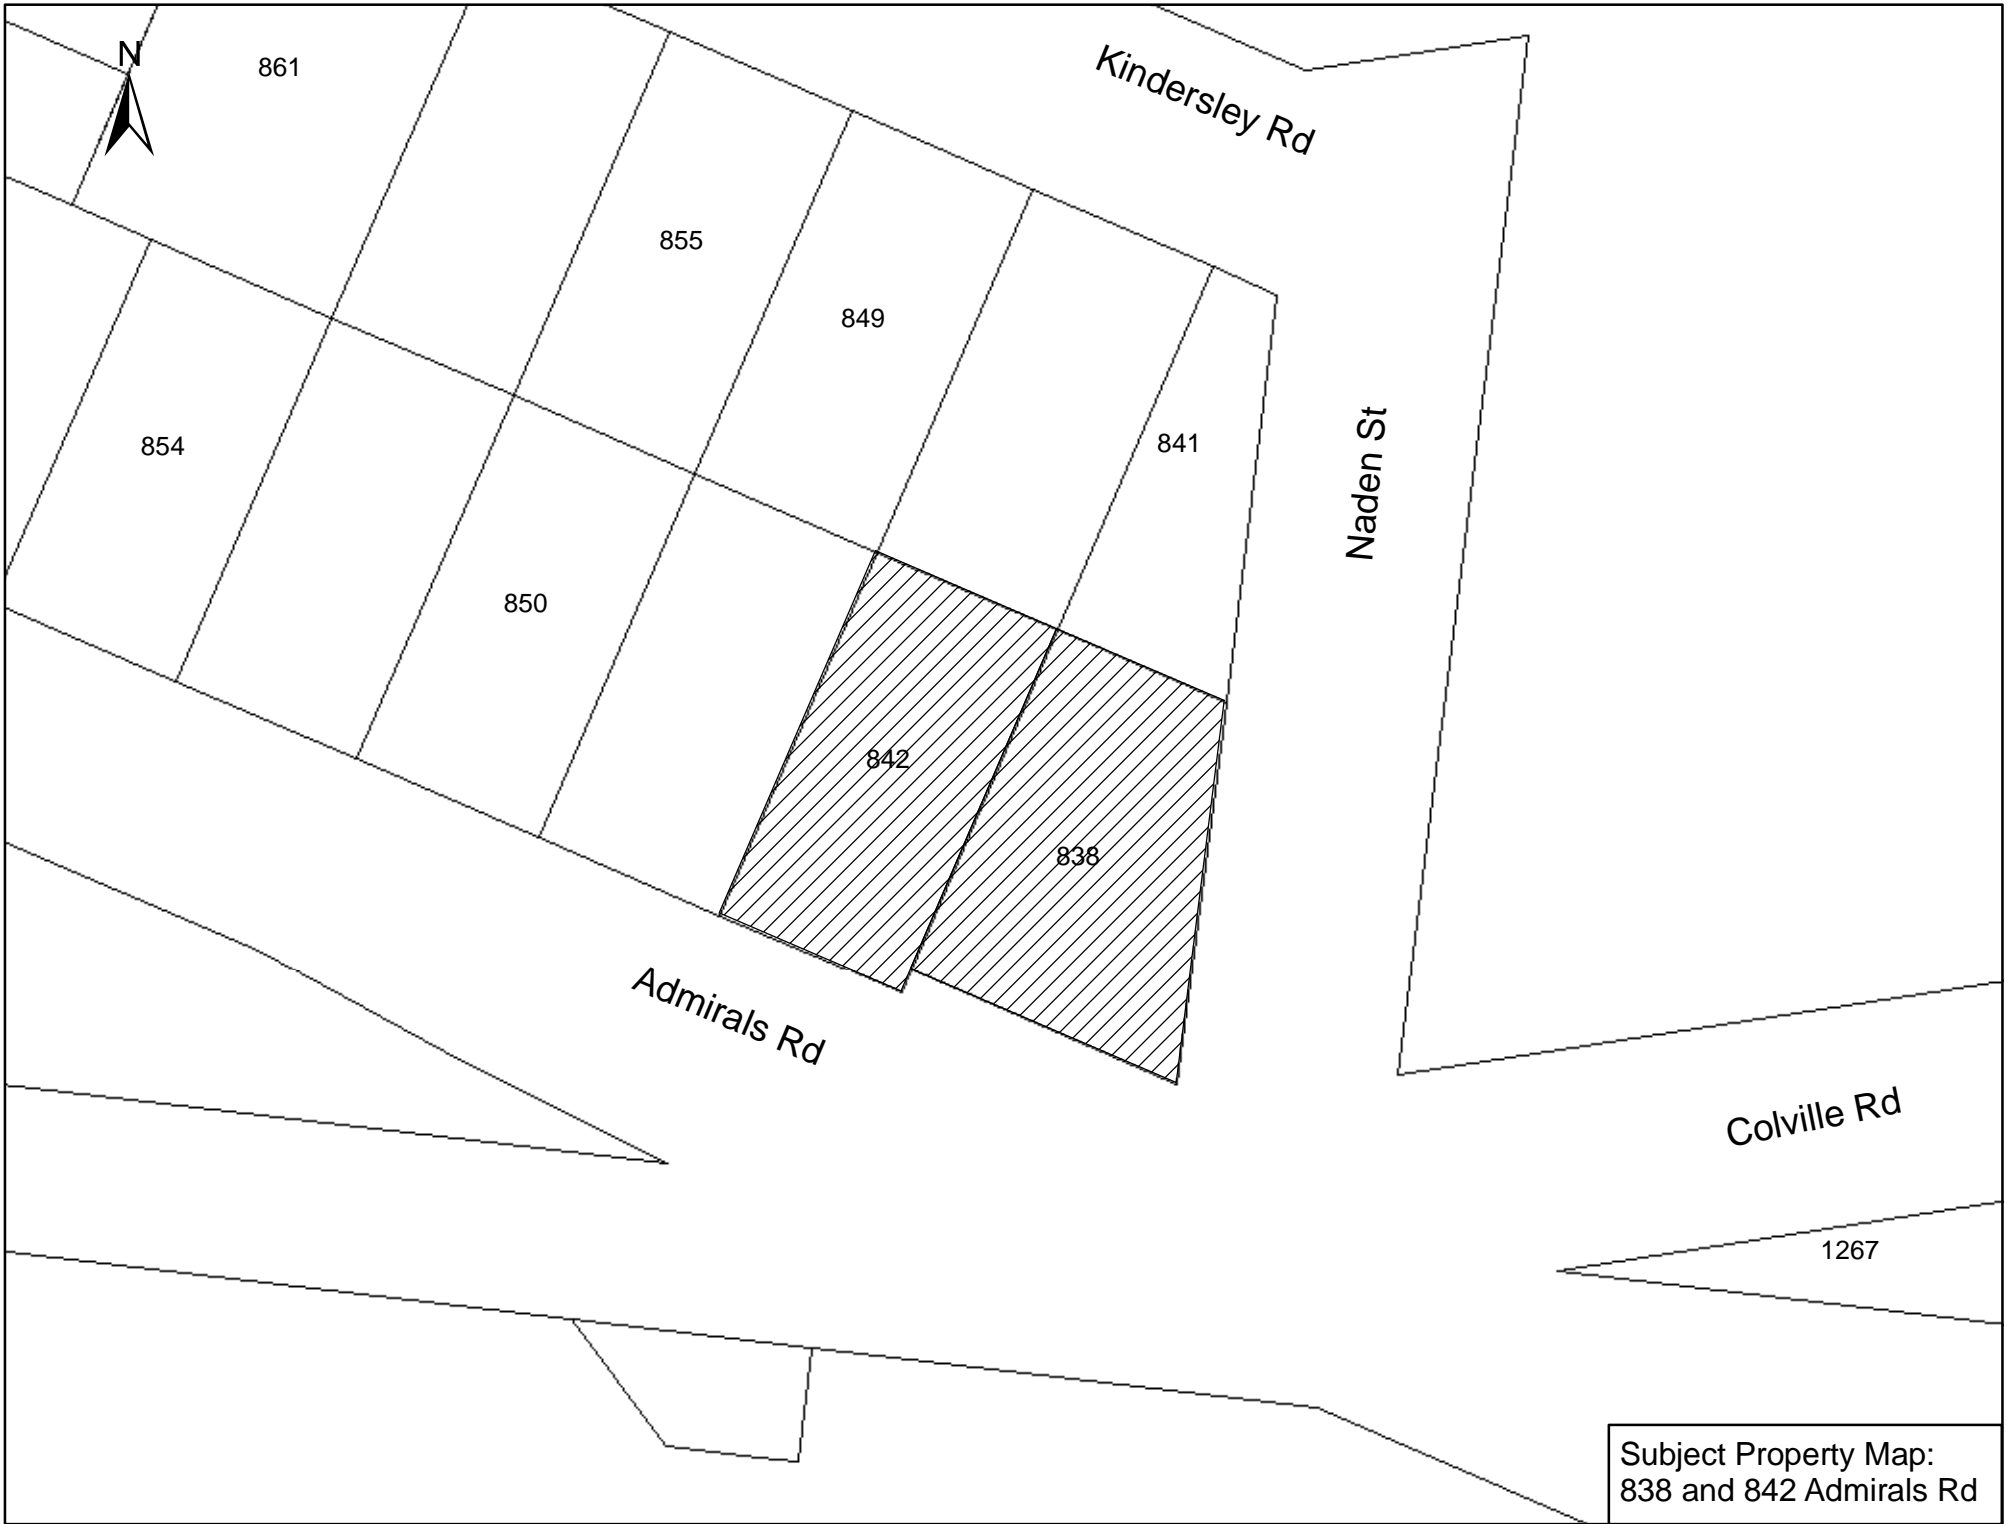 N
861
Kindersley Rd
855
849
841
Naden St
854
850
842
838
Admirals Rd
Colville Rd
1267
Subject Property Map:
838 and 842 Admirals Rd